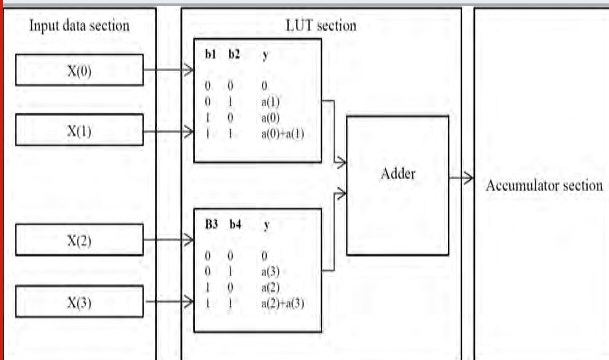 Input data section
LUT section
X(0)
X(1)
X(2)
X(3)
b1 b2 y
0 0 0
0 1 a(1)
1 0 a(0)
1 1 a(0)+a(1)
B3 b4 y
0 0 0
0 1 a(3)
1 0 a(2)
1 1 a(2)+a(3)
Adder
Accumulator section